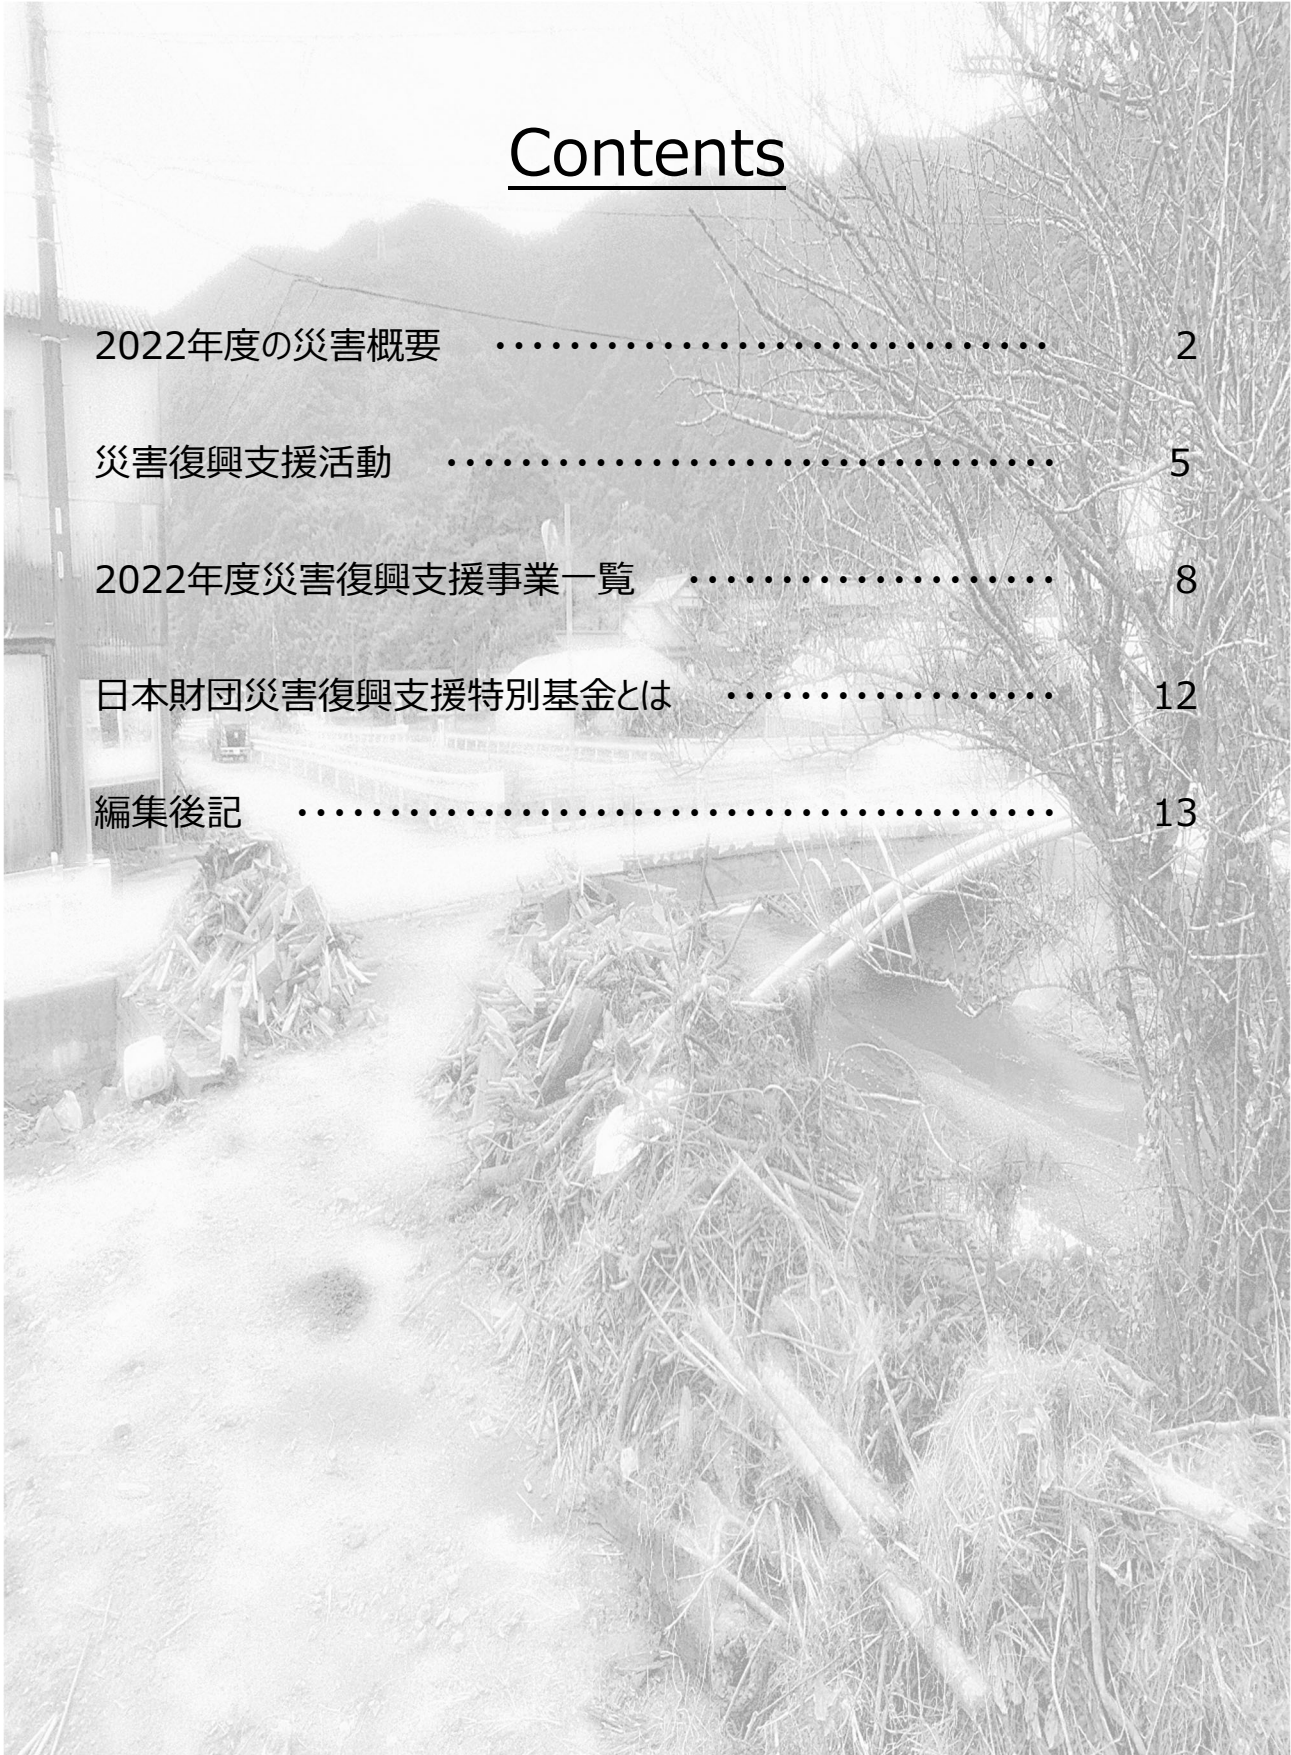 Contents
2022年度の災害概要 ・・・・・・・・・・・・・・・・・・・・・・・・・・・・・・ 2
災害復興支援活動 ・・・・・・・・・・・・・・・・・・・・・・・・・・・・・・・・・ 5
2022年度災害復興支援事業一覧 ・・・・・・・・・・・・・・・・・・・・ 8
日本財団災害復興支援特別基金とは ・・・・・・・・・・・・・・・・・・ 12
編集後記 ・・・・・・・・・・・・・・・・・・・・・・・・・・・・・・・・・・・・・・・・・ 13